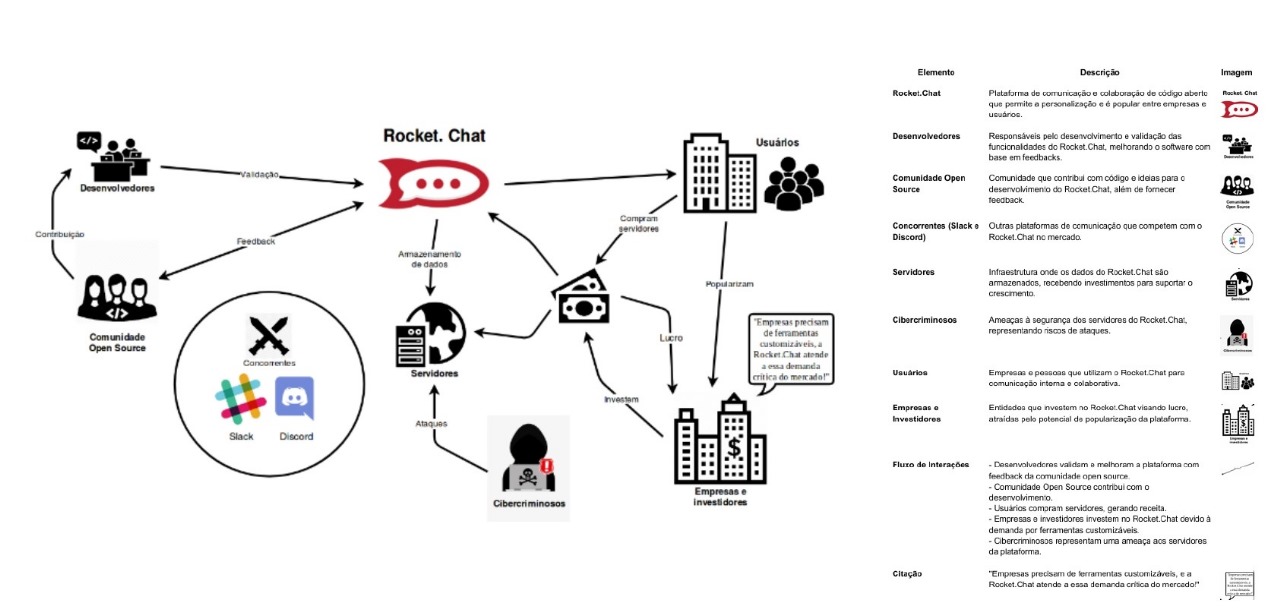 Rocket. Chat
Usuários
Desenvolvedores
Validação
Contribuição
Feedback
Comunidade
Open Source
Armazenamento
de dados
Compram
servidores
Popularizam
Lucro
Investem
Servidores
Ataques
Cibercriminosos
Concorrentes
Slack
Discord
"Empresas precisam
de ferramentas
customizáveis, a
Rocket.Chat atende
a essa demanda
crítica do mercado!"
Empresas e
investidores
Elemento Descrição Imagem
Rocket.Chat Plataforma de comunicação e colaboração de código aberto
que permite a personalização e é popular entre empresas e
usuários.
Rocket. Chat
Desenvolvedores Responsáveis pelo desenvolvimento e validação das
funcionalidades do Rocket.Chat, melhorando o software com
base em feedbacks.
Desenvolvedores
Comunidade Open Comunidade que contribui com código e ideias para o
Source desenvolvimento do Rocket.Chat, além de fornecer
feedback.
Comunidade
Open Source
Concorrentes (Slack e Outras plataformas de comunicação que competem com o
Discord) Rocket.Chat no mercado.
Servidores Infraestrutura onde os dados do Rocket.Chat são
armazenados, recebendo investimentos para suportar o
crescimento.
Servidores
Cibercriminosos Ameaças à segurança dos servidores do Rocket.Chat,
representando riscos de ataques.
Cibercriminosos
Usuários Empresas e pessoas que utilizam o Rocket.Chat para
comunicação interna e colaborativa.
Empresas e Entidades que investem no Rocket.Chat visando lucro,
Investidores atraídas pelo potencial de popularização da plataforma.
Fluxo de Interações - Desenvolvedores validam e melhoram a plataforma com
feedback da comunidade open source.
- Comunidade Open Source contribui com o
desenvolvimento.
- Usuários compram servidores, gerando receita.
- Empresas e investidores investem no Rocket.Chat devido à
demanda por ferramentas customizáveis.
- Cibercriminosos representam uma ameaça aos servidores
da plataforma.
Citação "Empresas precisam de ferramentas customizáveis, e a
Rocket.Chat atende a essa demanda crítica do mercado!"